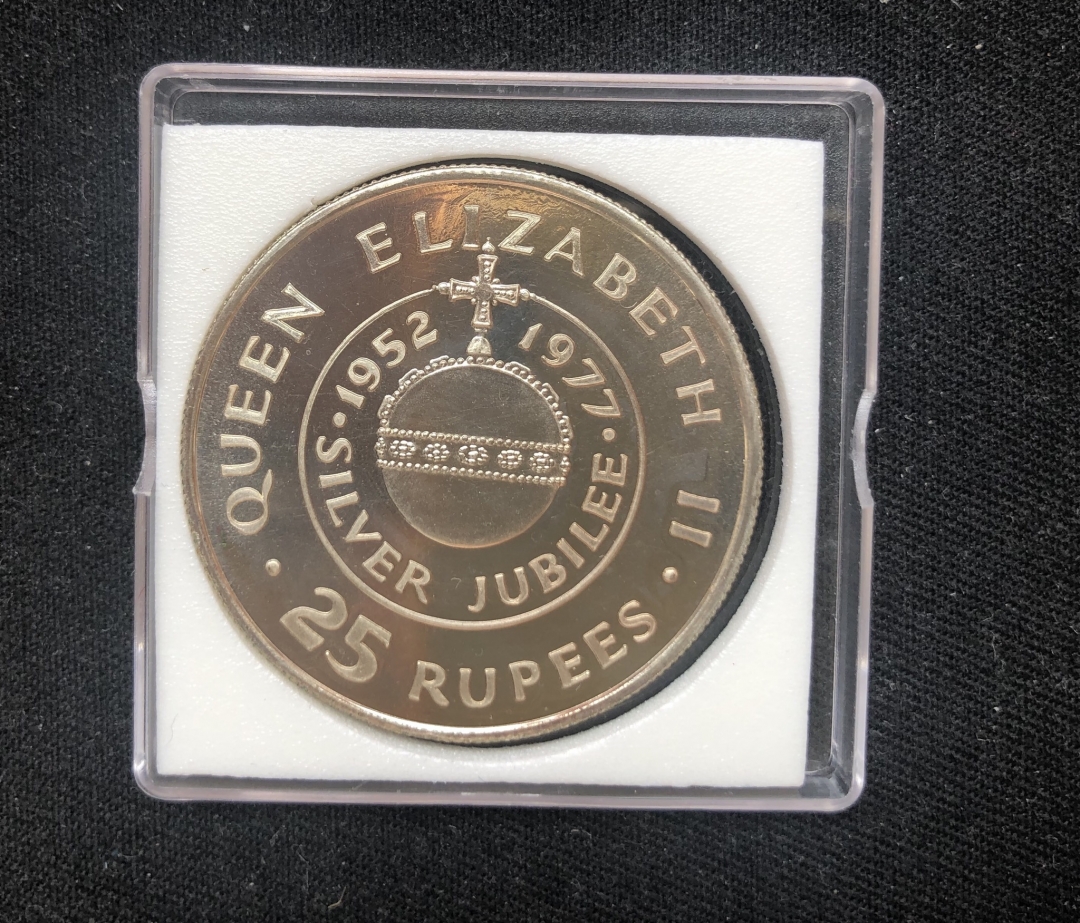 QUEEN ELIZABETH II
· 25 RUPEES ·
1952 1977
· SILVER JUBILEE ·